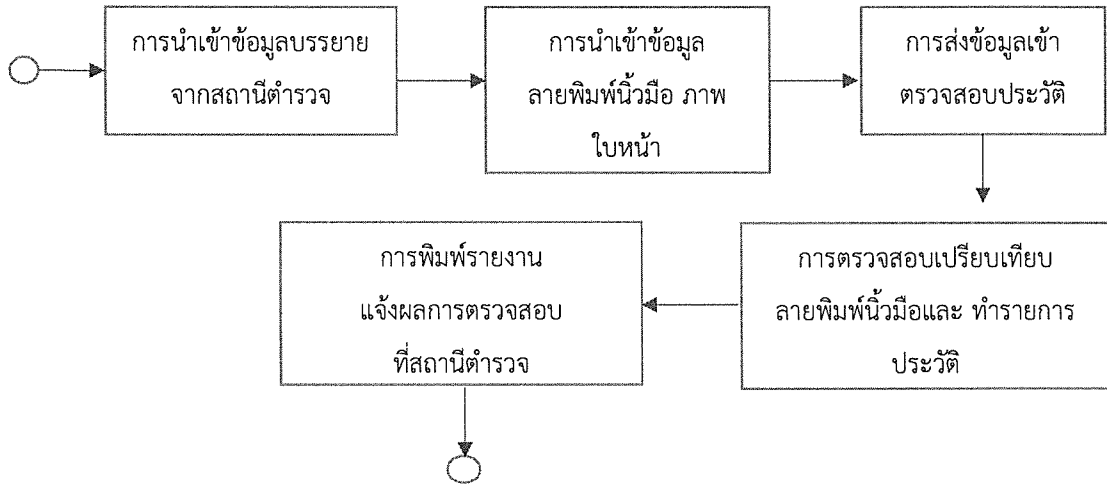 การนำเข้าข้อมูลบรรยาย
จากสถานีตำรวจ
การนำเข้าข้อมูล
ลายพิมพ์นิ้วมือ ภาพ
ใบหน้า
การส่งข้อมูลเข้า
ตรวจสอบประวัติ
การตรวจสอบเปรียบเทียบ
ลายพิมพ์นิ้วมือและ ทำรายการ
ประวัติ
การพิมพ์รายงาน
แจ้งผลการตรวจสอบ
ที่สถานีตำรวจ